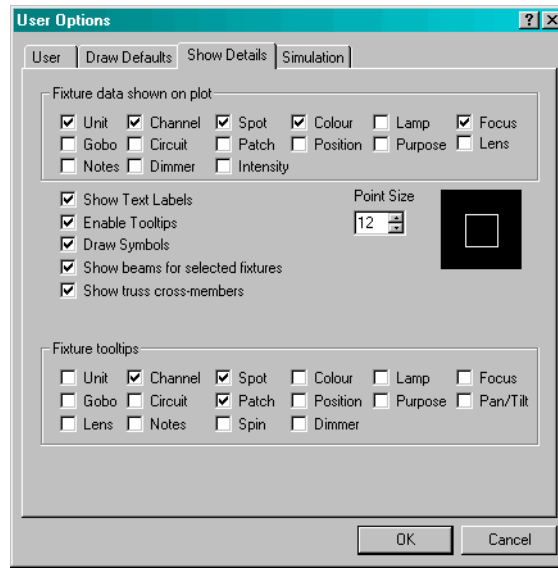 User Options
User Draw Defaults Show Details Simulation
Fixture data shown on plot
Unit Channel Spot Colour Lamp Focus
Gobo Circuit Patch Position Purpose Lens
Notes Dimmer Intensity
Show Text Labels Point Size
Enable Tooltips 12
Draw Symbols
Show beams for selected fixtures
Show truss cross-members
Fixture tooltips
Unit Channel Spot Colour Lamp Focus
Gobo Circuit Patch Position Purpose Pan/Tilt
Lens Notes Spin Dimmer
OK Cancel